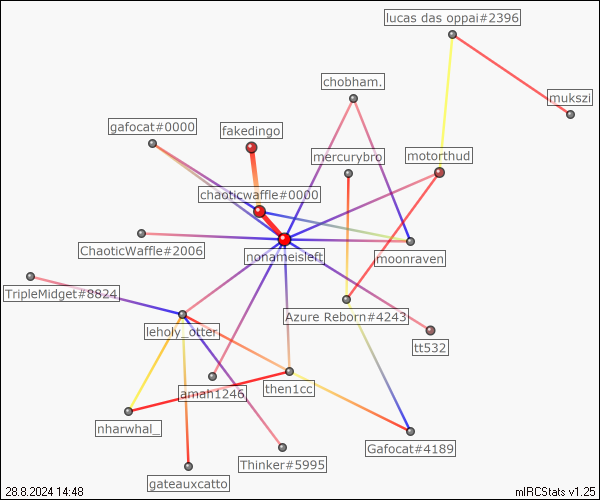 lucas das oppai#2396
chobham.
mukszi
gafocat#0000
fakedingo
mercurybro
motorthud
chaoticwaffle#0000
ChaoticWaffle#2006
nonameisleft
moonraven
TripleMidget#8824
Azure Reborn#4243
leholy_otter
tt532
amah1246
then1cc
nharwhal_
Gafocat#4189
Thinker#5995
gateauxcatto
28.8.2024 14:48
mIRCStats v1.25